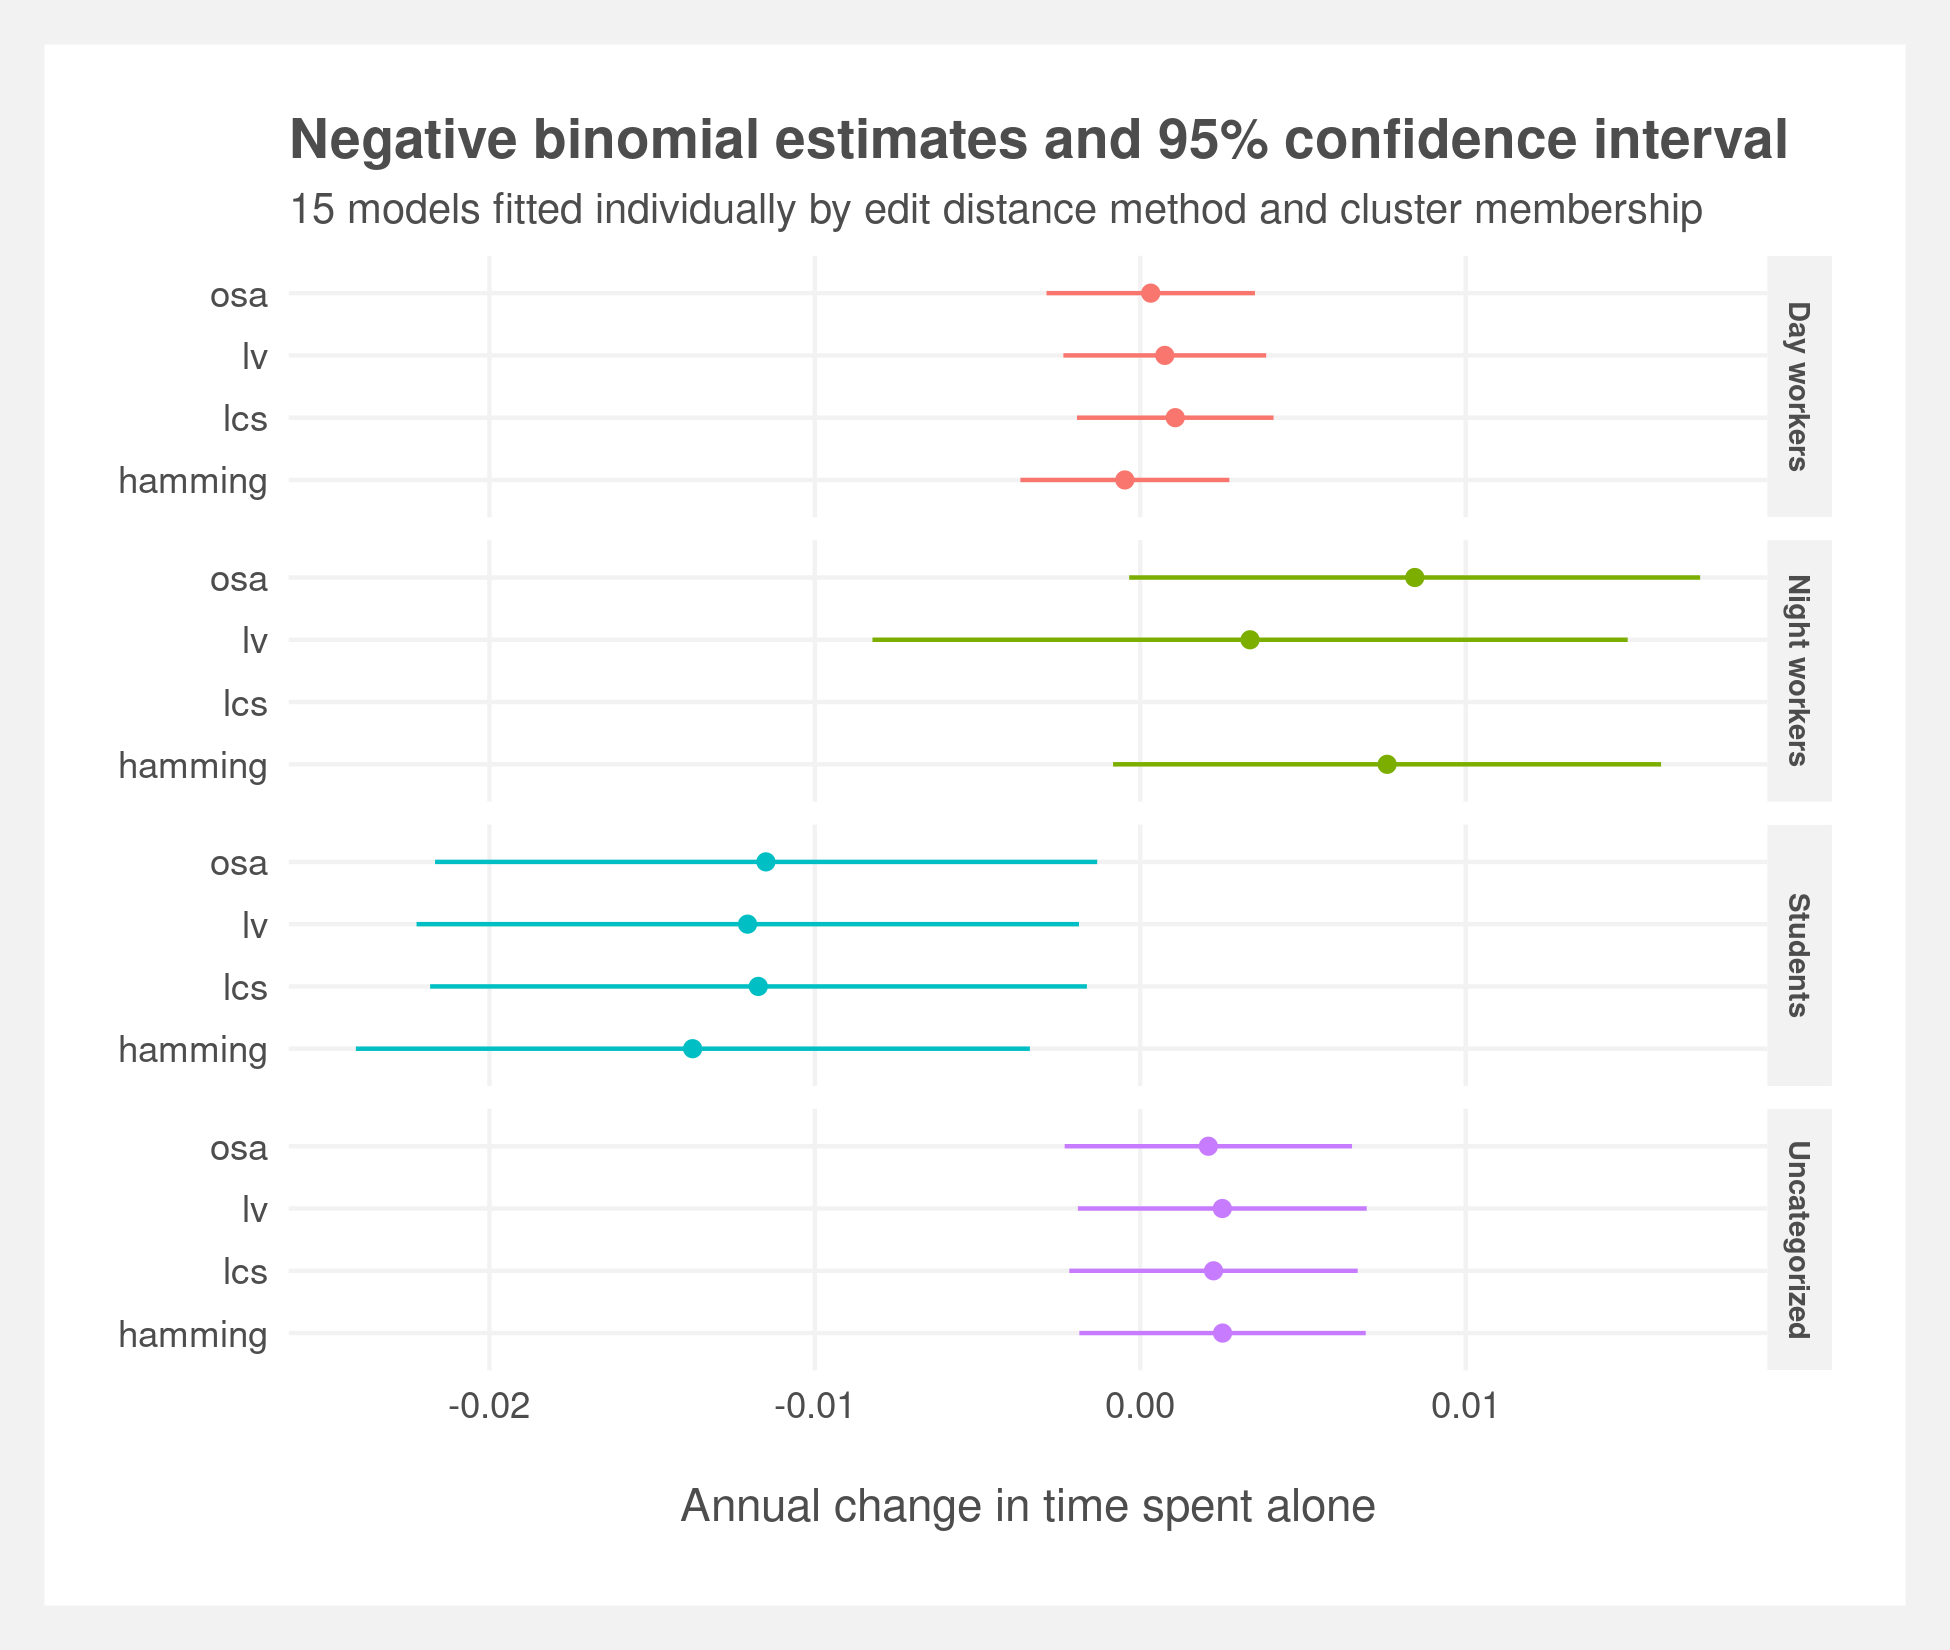 Negative binomial estimates and 95% confidence interval
15 models fitted individually by edit distance method and cluster membership
osa
lv
lcs
hamming
Day workers
osa
lv
lcs
hamming
Night workers
osa
lv
lcs
hamming
Students
osa
lv
lcs
hamming
Uncategorized
-0.02 -0.01 0.00 0.01
Annual change in time spent alone